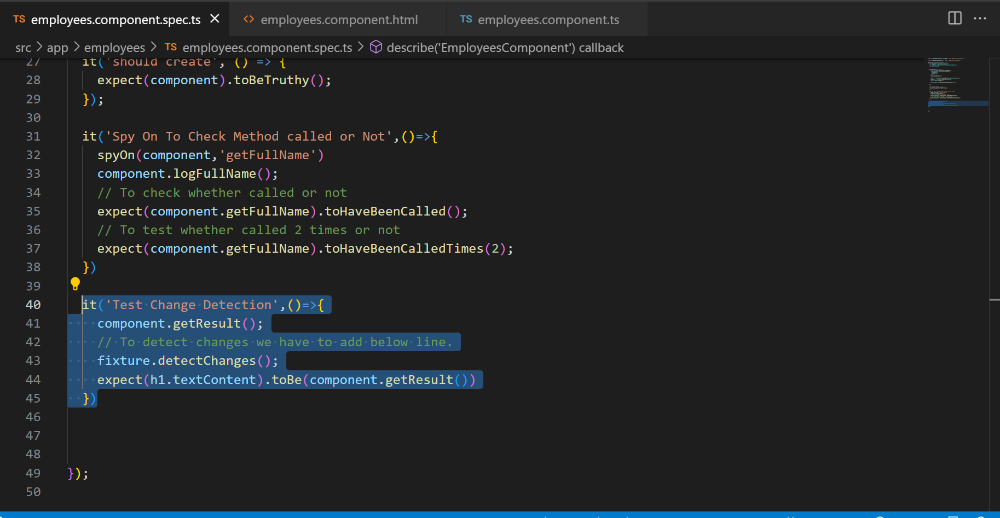 TS employees.component.spec.ts
<> employees.component.html
TS employees.component.ts
src > app > employees > TS employees.component.spec.ts > describe('EmployeesComponent') callback
27 it('should create', () => {
28 expect(component).toBeTruthy();
29 });
30
31 it('Spy On To Check Method called or Not',()=>{
32 spyOn(component,'getFullName')
33 component.logFullName();
34 // To check whether called or not
35 expect(component.getFullName).toHaveBeenCalled();
36 // To test whether called 2 times or not
37 expect(component.getFullName).toHaveBeenCalledTimes(2);
38 })
39
40 it('Test Change Detection',()=>{
41 component.getResult();
42 // To detect changes we have to add below line.
43 fixture.detectChanges();
44 expect(h1.textContent).toBe(component.getResult())
45 })
46
47
48
49 });
50